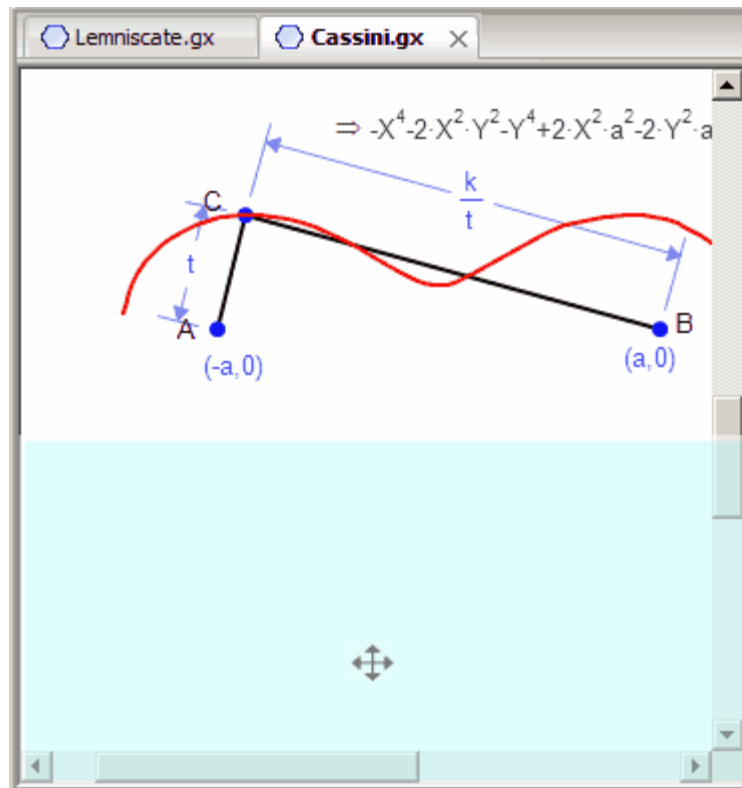 Lemniscate.gx
Cassini.gx
⇒ -X⁴-2·X²·Y²-Y⁴+2·X²·a²-2·Y²·a
C
k
t
t
A
B
(-a,0)
(a,0)